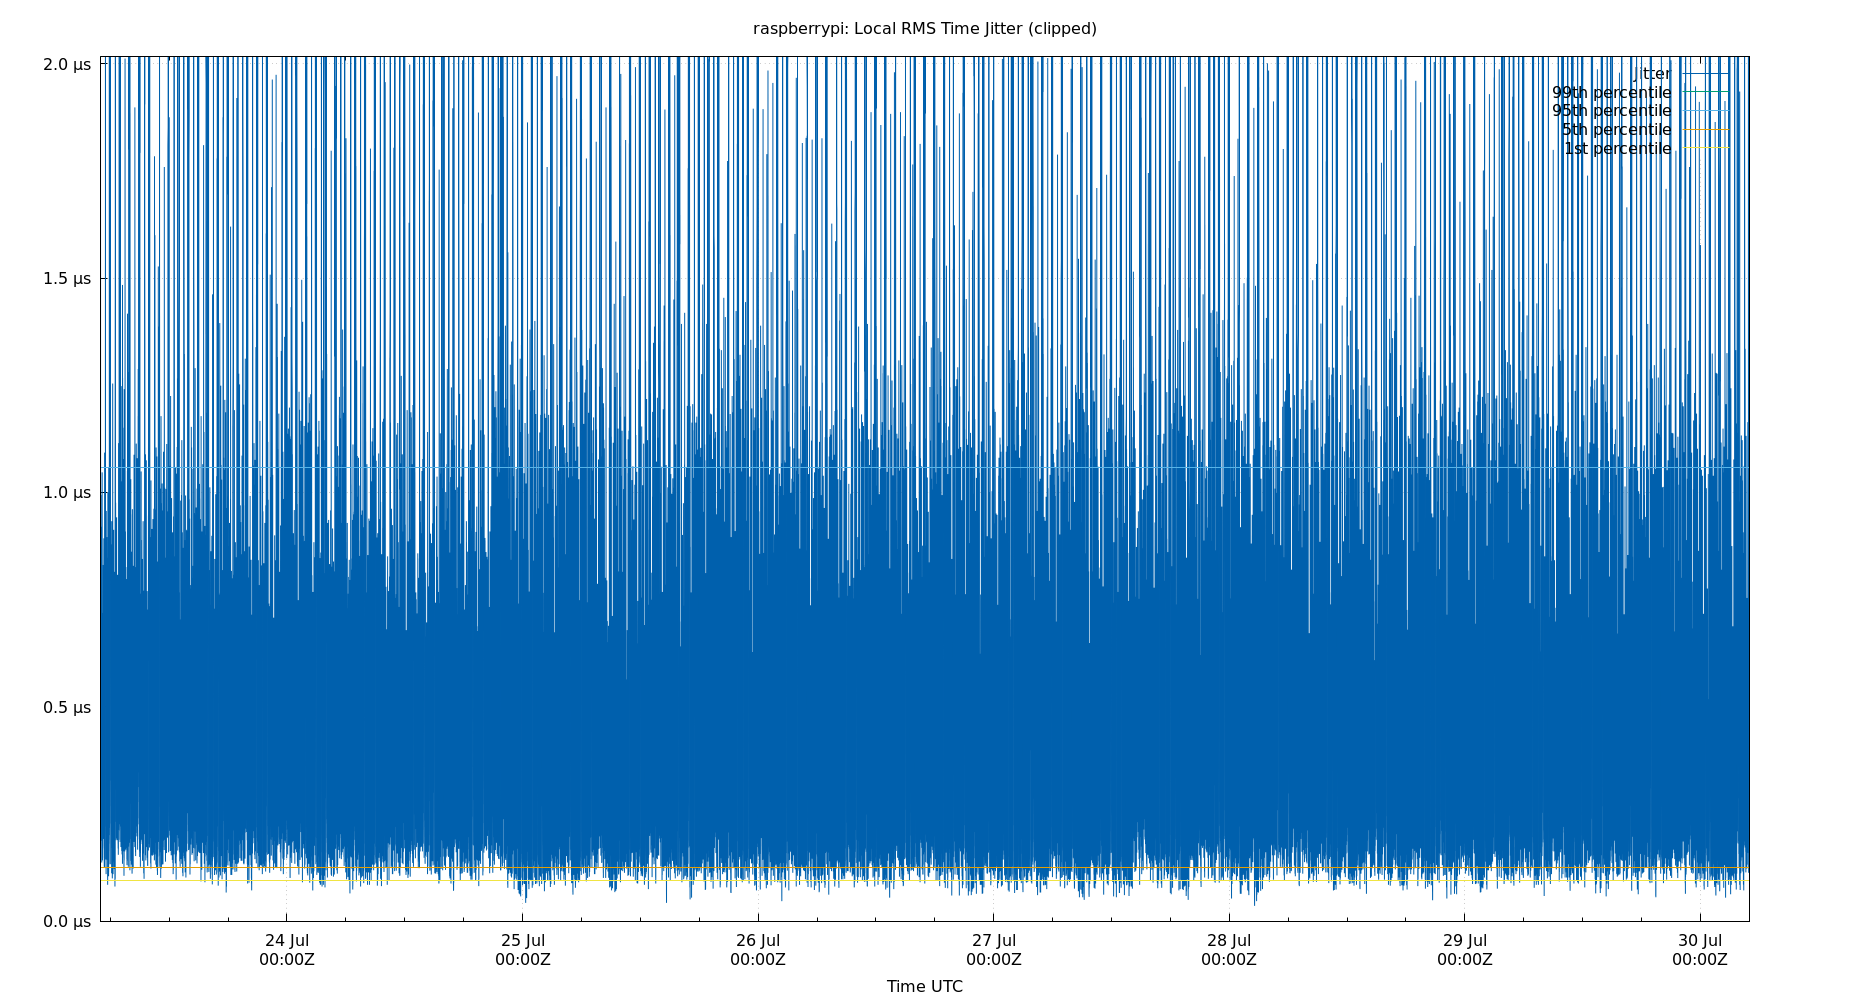 raspberrypi: Local RMS Time Jitter (clipped)
2.0 µs
1.5 µs
1.0 µs
0.5 µs
0.0 µs
jitter
99th percentile
95th percentile
5th percentile
1st percentile
24 Jul
00:00Z
25 Jul
00:00Z
26 Jul
00:00Z
27 Jul
00:00Z
28 Jul
00:00Z
29 Jul
00:00Z
30 Jul
00:00Z
Time UTC